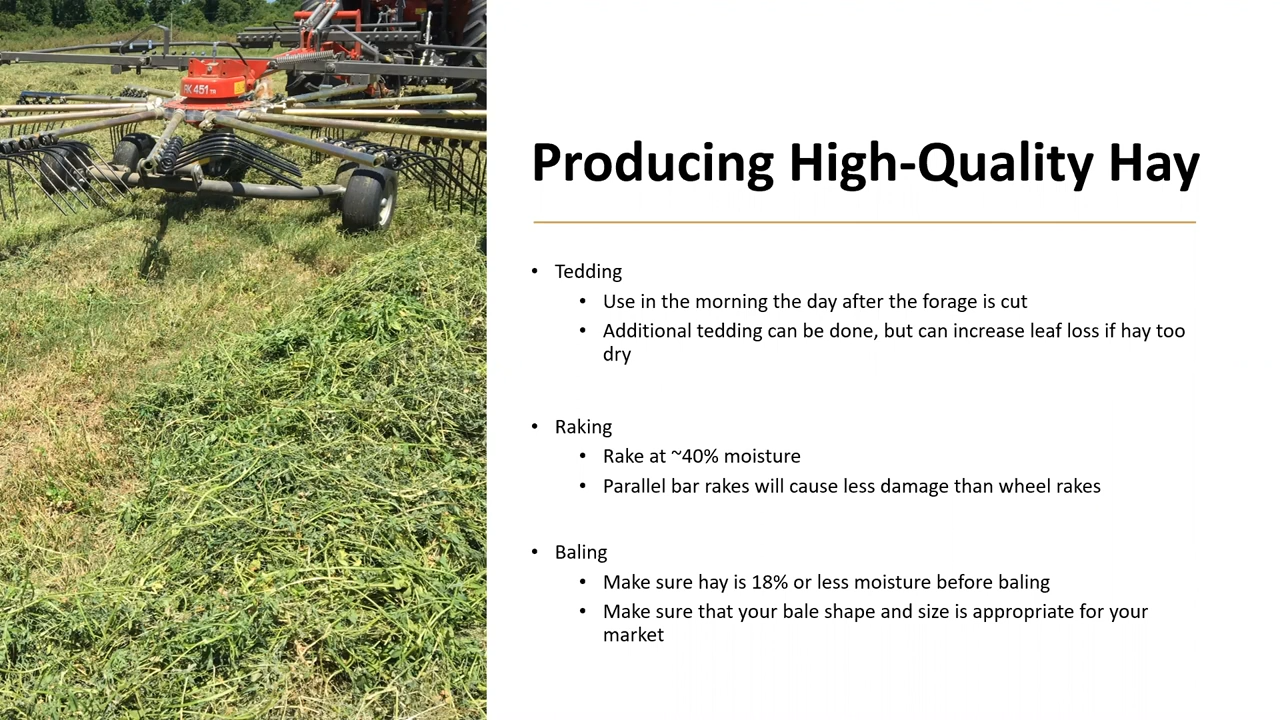 RK 451 TR
Producing High-Quality Hay
• Tedding
• Use in the morning the day after the forage is cut
• Additional tedding can be done, but can increase leaf loss if hay too
dry
• Raking
• Rake at ~40% moisture
• Parallel bar rakes will cause less damage than wheel rakes
• Baling
• Make sure hay is 18% or less moisture before baling
• Make sure that your bale shape and size is appropriate for your
market